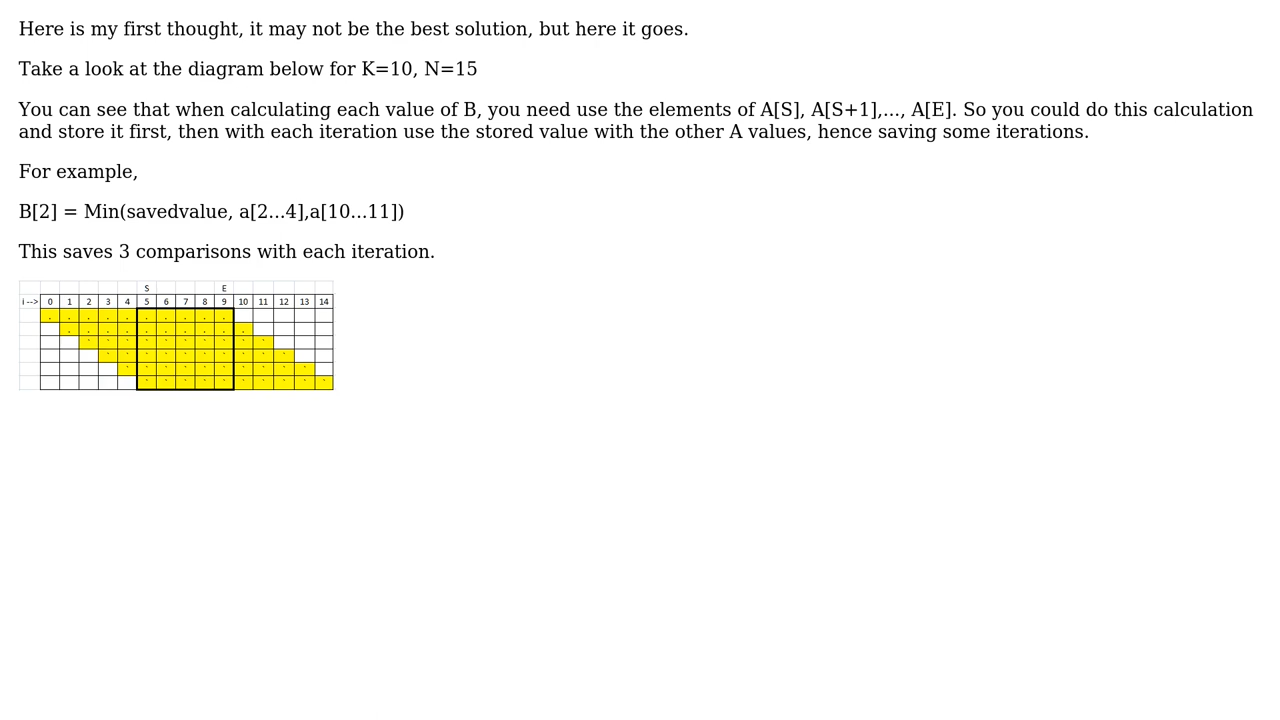 Here is my first thought, it may not be the best solution, but here it goes.
Take a look at the diagram below for K=10, N=15
You can see that when calculating each value of B, you need use the elements of A[S], A[S+1],..., A[E]. So you could do this calculation
and store it first, then with each iteration use the stored value with the other A values, hence saving some iterations.
For example,
B[2] = Min(savedvalue, a[2...4],a[10...11])
This saves 3 comparisons with each iteration.
S E
i --> 0 1 2 3 4 5 6 7 8 9 10 11 12 13 14